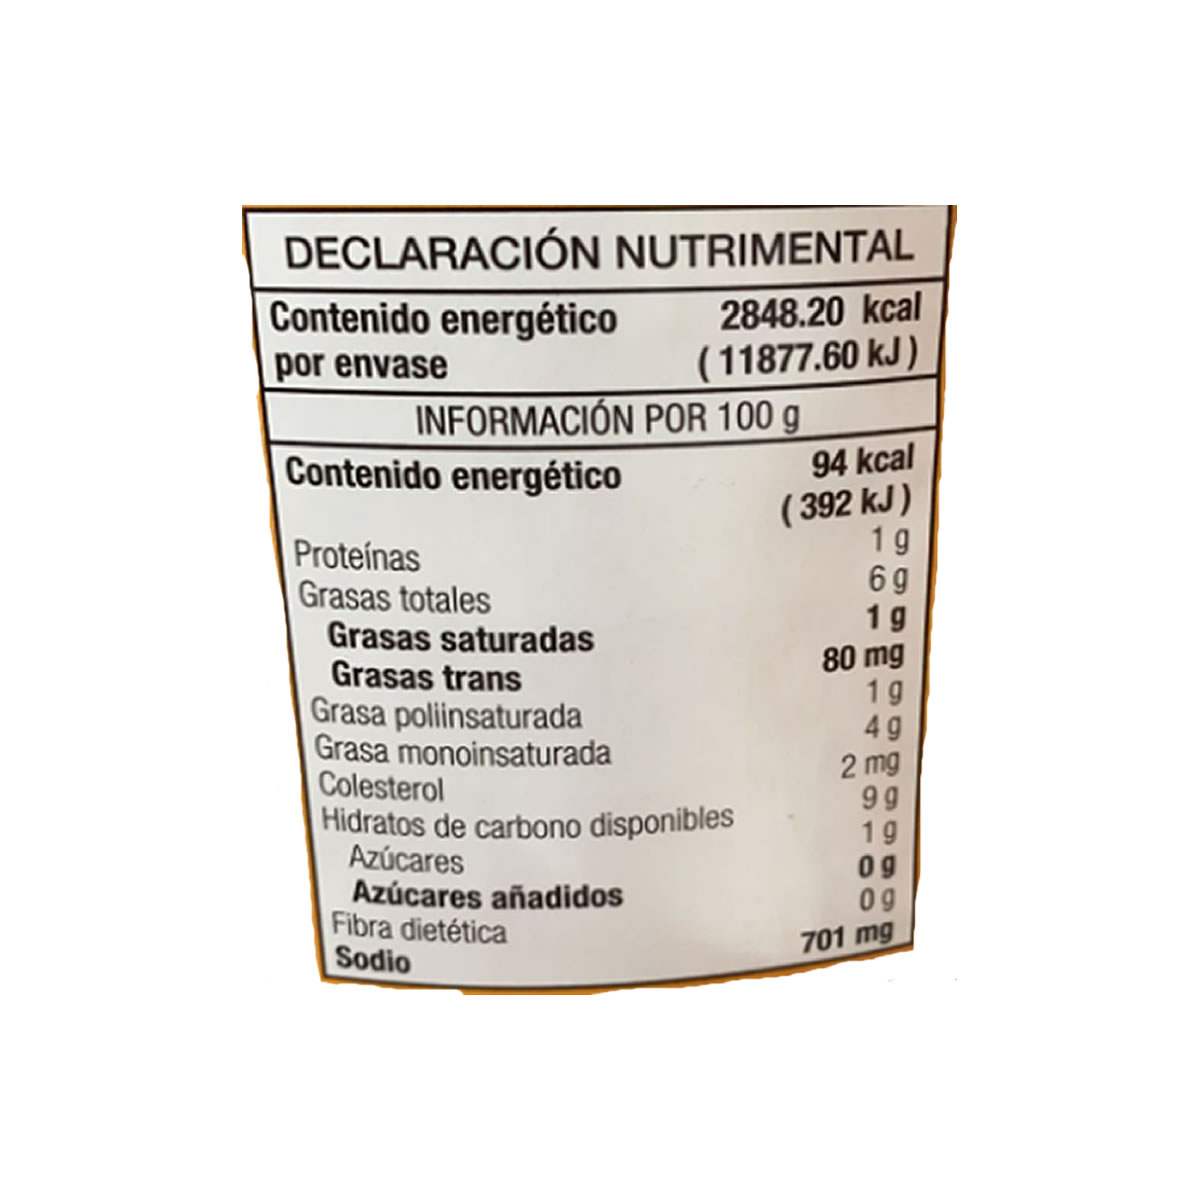 DECLARACIÓN NUTRIMENTAL
Contenido energético 2848.20 kcal
por envase ( 11877.60 kJ )
INFORMACIÓN POR 100 g
Contenido energético 94 kcal
( 392 kJ )
Proteínas 1 g
Grasas totales 6 g
Grasas saturadas 1 g
Grasas trans 80 mg
Grasa poliinsaturada 1 g
Grasa monoinsaturada 4 g
Colesterol 2 mg
Hidratos de carbono disponibles 9 g
Azúcares 1 g
Azúcares añadidos 0 g
Fibra dietética 0 g
Sodio 701 mg